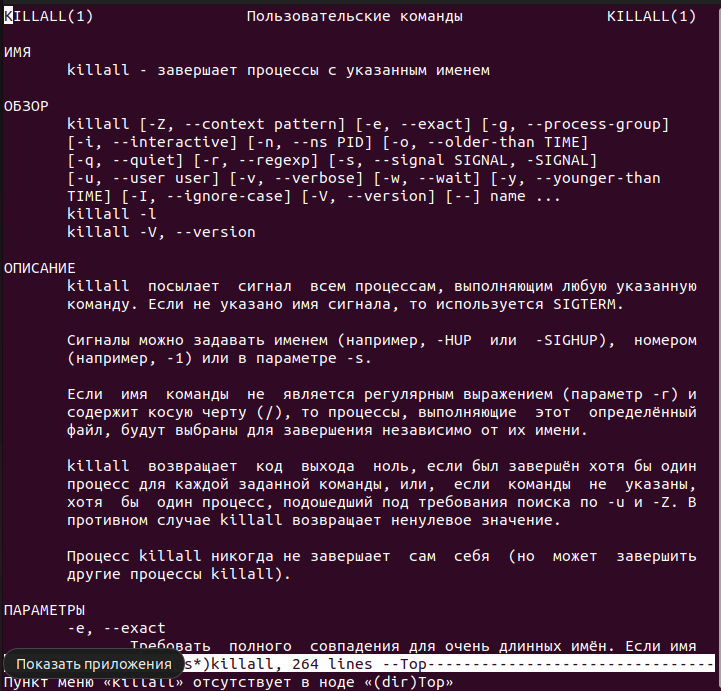 KILLALL(1) Пользовательские команды KILLALL(1)
ИМЯ
killall - завершает процессы с указанным именем
ОБЗОР
killall [-Z, --context pattern] [-e, --exact] [-g, --process-group]
[-i, --interactive] [-n, --ns PID] [-o, --older-than TIME]
[-q, --quiet] [-r, --regexp] [-s, --signal SIGNAL, -SIGNAL]
[-u, --user user] [-v, --verbose] [-w, --wait] [-y, --younger-than
TIME] [-I, --ignore-case] [-V, --version] [--] name ...
killall -l
killall -V, --version
ОПИСАНИЕ
killall посылает сигнал всем процессам, выполняющим любую указанную
команду. Если не указано имя сигнала, то используется SIGTERM.
Сигналы можно задавать именем (например, -HUP или -SIGHUP), номером
(например, -1) или в параметре -s.
Если имя команды не является регулярным выражением (параметр -r) и
содержит косую черту (/), то процессы, выполняющие этот определённый
файл, будут выбраны для завершения независимо от их имени.
killall возвращает код выхода ноль, если был завершён хотя бы один
процесс для каждой заданной команды, или, если команды не указаны,
хотя бы один процесс, подошедший под требования поиска по -u и -Z. В
противном случае killall возвращает ненулевое значение.
Процесс killall никогда не завершает сам себя (но может завершить
другие процессы killall).
ПАРАМЕТРЫ
-e, --exact
Требовать полного совпадения для очень длинных имён. Если имя
Показать приложения s*)killall, 264 lines --Top--------------------------------
Пункт меню «killall» отсутствует в ноде «(dir)Top»